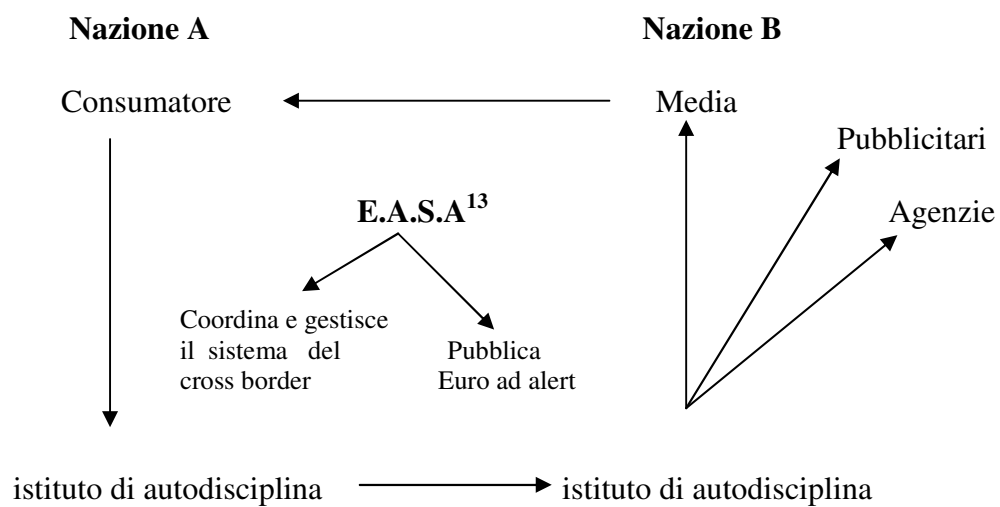 Nazione A
Nazione B
Consumatore
Media
Pubblicitari
E.A.S.A13
Agenzie
Coordina e gestisce
il sistema del
cross border
Pubblica
Euro ad alert
istituto di autodisciplina
istituto di autodisciplina